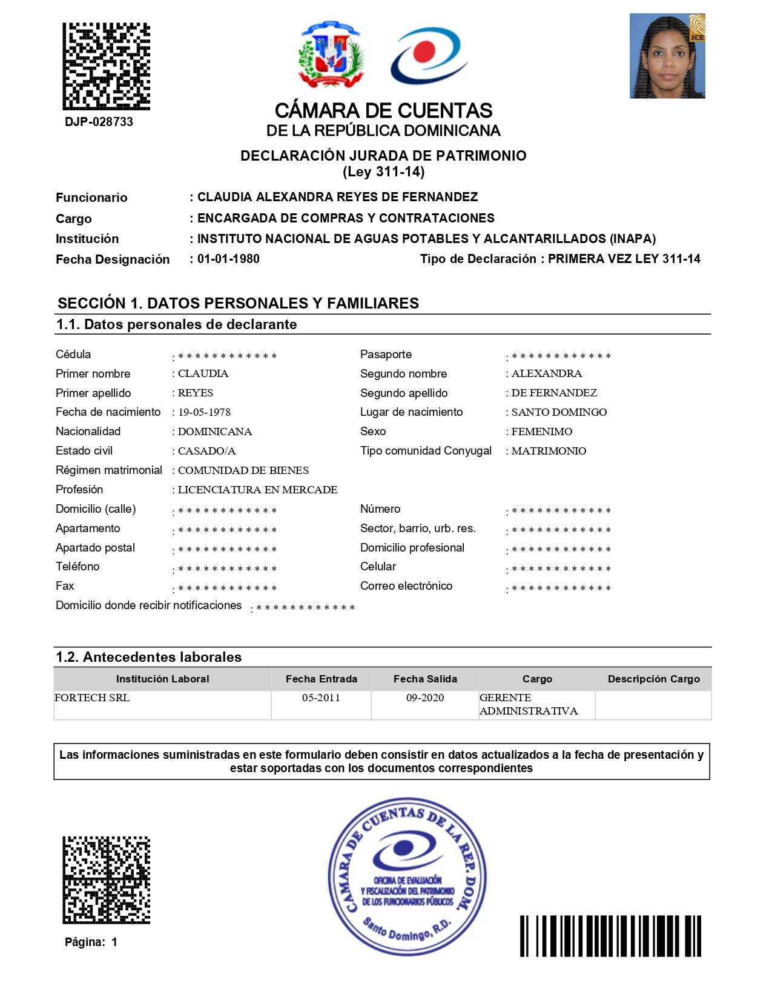 JCE
DJP-028733
CÁMARA DE CUENTAS
DE LA REPÚBLICA DOMINICANA
DECLARACIÓN JURADA DE PATRIMONIO
(Ley 311-14)
Funcionario : CLAUDIA ALEXANDRA REYES DE FERNANDEZ
Cargo : ENCARGADA DE COMPRAS Y CONTRATACIONES
Institución : INSTITUTO NACIONAL DE AGUAS POTABLES Y ALCANTARILLADOS (INAPA)
Fecha Designación : 01-01-1980 Tipo de Declaración : PRIMERA VEZ LEY 311-14
SECCIÓN 1. DATOS PERSONALES Y FAMILIARES
1.1. Datos personales de declarante
Cédula : * * * * * * * * * * * * Pasaporte : * * * * * * * * * * * *
Primer nombre : CLAUDIA Segundo nombre : ALEXANDRA
Primer apellido : REYES Segundo apellido : DE FERNANDEZ
Fecha de nacimiento : 19-05-1978 Lugar de nacimiento : SANTO DOMINGO
Nacionalidad : DOMINICANA Sexo : FEMENIMO
Estado civil : CASADO/A Tipo comunidad Conyugal : MATRIMONIO
Régimen matrimonial : COMUNIDAD DE BIENES
Profesión : LICENCIATURA EN MERCADE
Domicilio (calle) : * * * * * * * * * * * * Número : * * * * * * * * * * * *
Apartamento : * * * * * * * * * * * * Sector, barrio, urb. res. : * * * * * * * * * * * *
Apartado postal : * * * * * * * * * * * * Domicilio profesional : * * * * * * * * * * * *
Teléfono : * * * * * * * * * * * * Celular : * * * * * * * * * * * *
Fax : * * * * * * * * * * * * Correo electrónico : * * * * * * * * * * * *
Domicilio donde recibir notificaciones : * * * * * * * * * * * *
1.2. Antecedentes laborales
Institución Laboral Fecha Entrada Fecha Salida Cargo Descripción Cargo
FORTECH SRL 05-2011 09-2020 GERENTE
ADMINISTRATIVA
Las informaciones suministradas en este formulario deben consistir en datos actualizados a la fecha de presentación y
estar soportadas con los documentos correspondientes
CAMARA DE CUENTAS DE LA REP. DOM.
OFICINA DE EVALUACIÓN
Y FISCALIZACIÓN DEL PATRIMONIO
DE LOS FUNCIONARIOS PÚBLICOS
Santo Domingo, R.D.
Página: 1